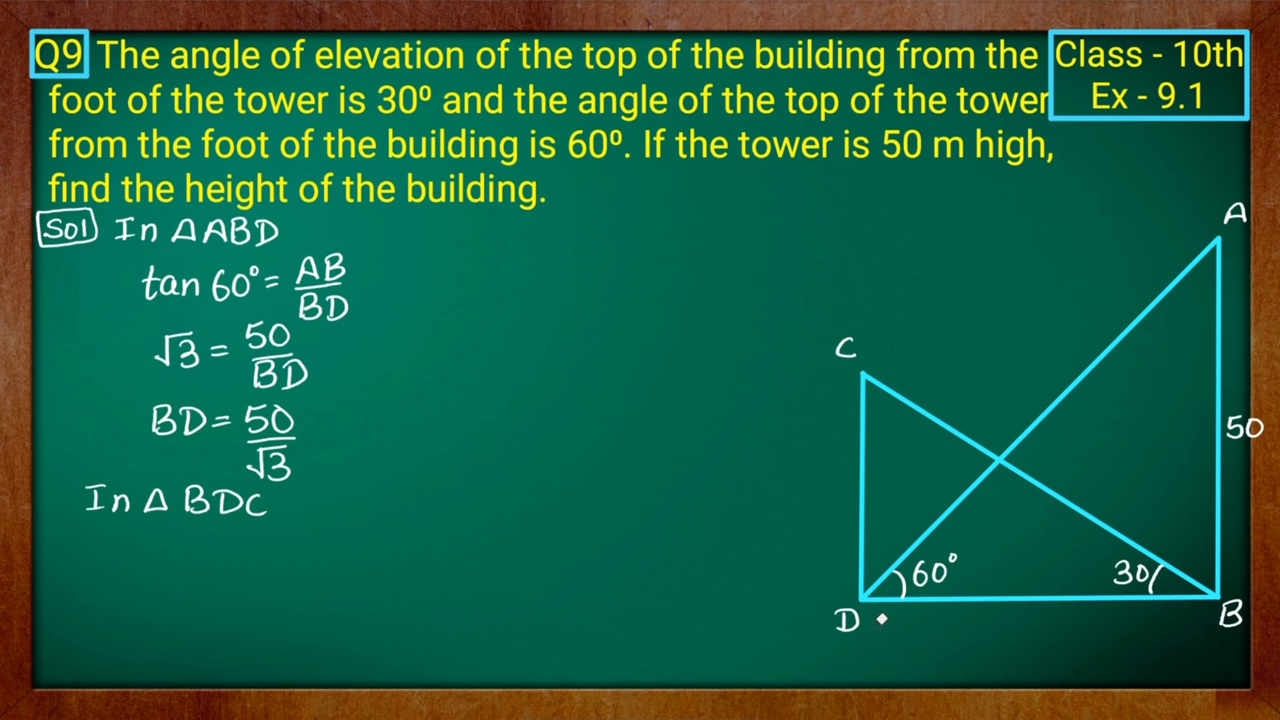 Q9 The angle of elevation of the top of the building from the
foot of the tower is 30⁰ and the angle of the top of the tower
from the foot of the building is 60⁰. If the tower is 50 m high,
find the height of the building.
Class - 10th
Ex - 9.1
Sol In △ABD
tan 60° = AB/BD
√3 = 50/BD
BD = 50/√3
In △ BDC
A
C
50
60°
30
D
B